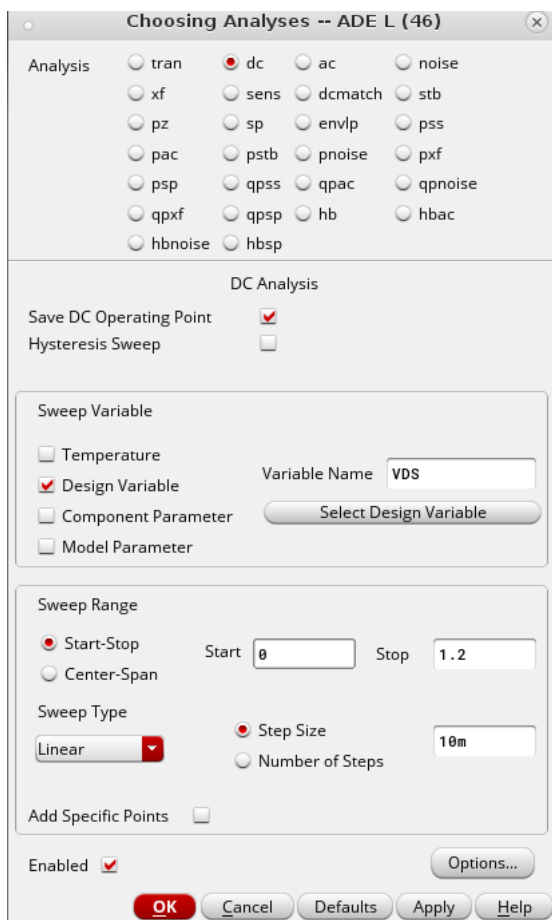 Choosing Analyses -- ADE L (46)
Analysis tran dc ac noise
xf sens dcmatch stb
pz sp envlp pss
pac pstb pnoise pxf
psp qpss qpac qpnoise
qpxf qpsp hb hbac
hbnoise hbsp
DC Analysis
Save DC Operating Point
Hysteresis Sweep
Sweep Variable
Temperature
Design Variable
Component Parameter
Model Parameter
Variable Name VDS
Select Design Variable
Sweep Range
Start-Stop
Center-Span
Start 0 Stop 1.2
Sweep Type
Linear
Step Size
Number of Steps
10m
Add Specific Points
Enabled
Options...
OK Cancel Defaults Apply Help